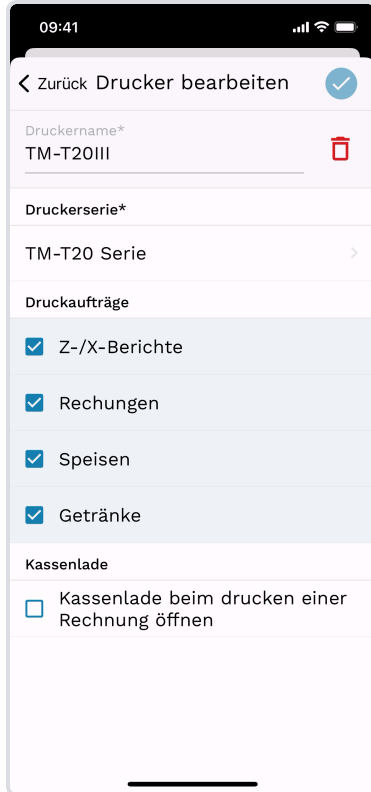 09:41
Zurück Drucker bearbeiten
Druckername*
TM-T20III
Druckerserie*
TM-T20 Serie
Druckaufträge
Z-/X-Berichte
Rechungen
Speisen
Getränke
Kassenlade
Kassenlade beim drucken einer
Rechnung öffnen